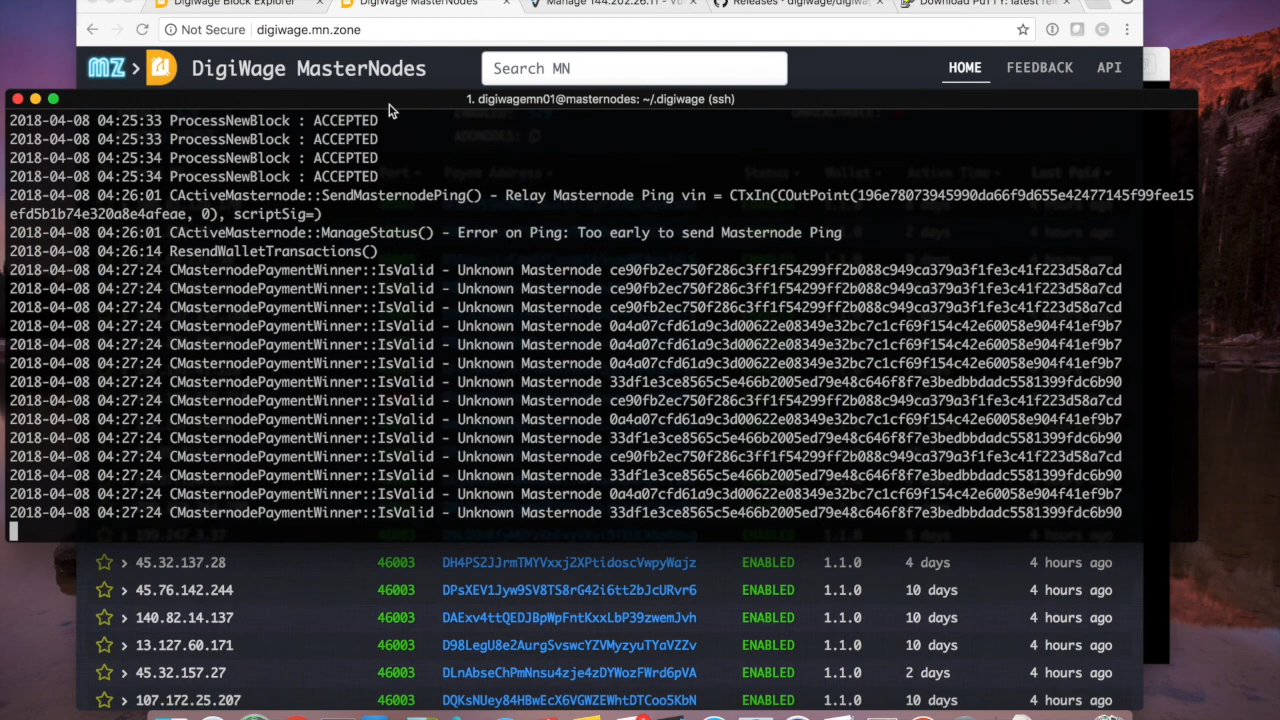 DigiWage Block Explorer
DigiWage MasterNodes
Manage 144.202.26.11 - Vu
Releases · digiwage/digiwag
Download PuTTY: latest rele
Not Secure digiwage.mn.zone
MZ > DigiWage MasterNodes
Search MN
HOME FEEDBACK API
1. digiwagemn01@masternodes: ~/.digiwage (ssh)
2018-04-08 04:25:33 ProcessNewBlock : ACCEPTED
2018-04-08 04:25:33 ProcessNewBlock : ACCEPTED
2018-04-08 04:25:34 ProcessNewBlock : ACCEPTED
2018-04-08 04:25:34 ProcessNewBlock : ACCEPTED
2018-04-08 04:26:01 CActiveMasternode::SendMasternodePing() - Relay Masternode Ping vin = CTxIn(COutPoint(196e78073945990da66f9d655e42477145f99fee15
efd5b1b74e320a8e4afeae, 0), scriptSig=)
2018-04-08 04:26:01 CActiveMasternode::ManageStatus() - Error on Ping: Too early to send Masternode Ping
2018-04-08 04:26:14 ResendWalletTransactions()
2018-04-08 04:27:24 CMasternodePaymentWinner::IsValid - Unknown Masternode ce90fb2ec750f286c3ff1f54299ff2b088c949ca379a3f1fe3c41f223d58a7cd
2018-04-08 04:27:24 CMasternodePaymentWinner::IsValid - Unknown Masternode ce90fb2ec750f286c3ff1f54299ff2b088c949ca379a3f1fe3c41f223d58a7cd
2018-04-08 04:27:24 CMasternodePaymentWinner::IsValid - Unknown Masternode ce90fb2ec750f286c3ff1f54299ff2b088c949ca379a3f1fe3c41f223d58a7cd
2018-04-08 04:27:24 CMasternodePaymentWinner::IsValid - Unknown Masternode 0a4a07cfd61a9c3d00622e08349e32bc7c1cf69f154c42e60058e904f41ef9b7
2018-04-08 04:27:24 CMasternodePaymentWinner::IsValid - Unknown Masternode 0a4a07cfd61a9c3d00622e08349e32bc7c1cf69f154c42e60058e904f41ef9b7
2018-04-08 04:27:24 CMasternodePaymentWinner::IsValid - Unknown Masternode 0a4a07cfd61a9c3d00622e08349e32bc7c1cf69f154c42e60058e904f41ef9b7
2018-04-08 04:27:24 CMasternodePaymentWinner::IsValid - Unknown Masternode 33df1e3ce8565c5e466b2005ed79e48c646f8f7e3bedbbdadc5581399fdc6b90
2018-04-08 04:27:24 CMasternodePaymentWinner::IsValid - Unknown Masternode ce90fb2ec750f286c3ff1f54299ff2b088c949ca379a3f1fe3c41f223d58a7cd
2018-04-08 04:27:24 CMasternodePaymentWinner::IsValid - Unknown Masternode 0a4a07cfd61a9c3d00622e08349e32bc7c1cf69f154c42e60058e904f41ef9b7
2018-04-08 04:27:24 CMasternodePaymentWinner::IsValid - Unknown Masternode 33df1e3ce8565c5e466b2005ed79e48c646f8f7e3bedbbdadc5581399fdc6b90
2018-04-08 04:27:24 CMasternodePaymentWinner::IsValid - Unknown Masternode ce90fb2ec750f286c3ff1f54299ff2b088c949ca379a3f1fe3c41f223d58a7cd
2018-04-08 04:27:24 CMasternodePaymentWinner::IsValid - Unknown Masternode 33df1e3ce8565c5e466b2005ed79e48c646f8f7e3bedbbdadc5581399fdc6b90
2018-04-08 04:27:24 CMasternodePaymentWinner::IsValid - Unknown Masternode 0a4a07cfd61a9c3d00622e08349e32bc7c1cf69f154c42e60058e904f41ef9b7
2018-04-08 04:27:24 CMasternodePaymentWinner::IsValid - Unknown Masternode 33df1e3ce8565c5e466b2005ed79e48c646f8f7e3bedbbdadc5581399fdc6b90
45.32.137.28 46003 DH4PS2JJrmTMYVxxj2XPtidoscVwpyWajz ENABLED 1.1.0 4 days 4 hours ago
45.76.142.244 46003 DPsXEV1Jyw9SV8TS8rG42i6tt2bJcURvr6 ENABLED 1.1.0 10 days 4 hours ago
140.82.14.137 46003 DAExv4ttQEDJBpWpFntKxxLbP39zwemJvh ENABLED 1.1.0 10 days 4 hours ago
13.127.60.171 46003 D98LegU8e2AurgSvswcYZVMyzyuTYaVZZv ENABLED 1.1.0 10 days 4 hours ago
45.32.157.27 46003 DLnAbseChPmNnsu4zje4zDYWozFWrd6pVA ENABLED 1.1.0 2 days 4 hours ago
107.172.25.207 46003 DQKsNUey84HBwEcX6VGWZEWhtDTCoo5KbN ENABLED 1.1.0 10 days 4 hours ago